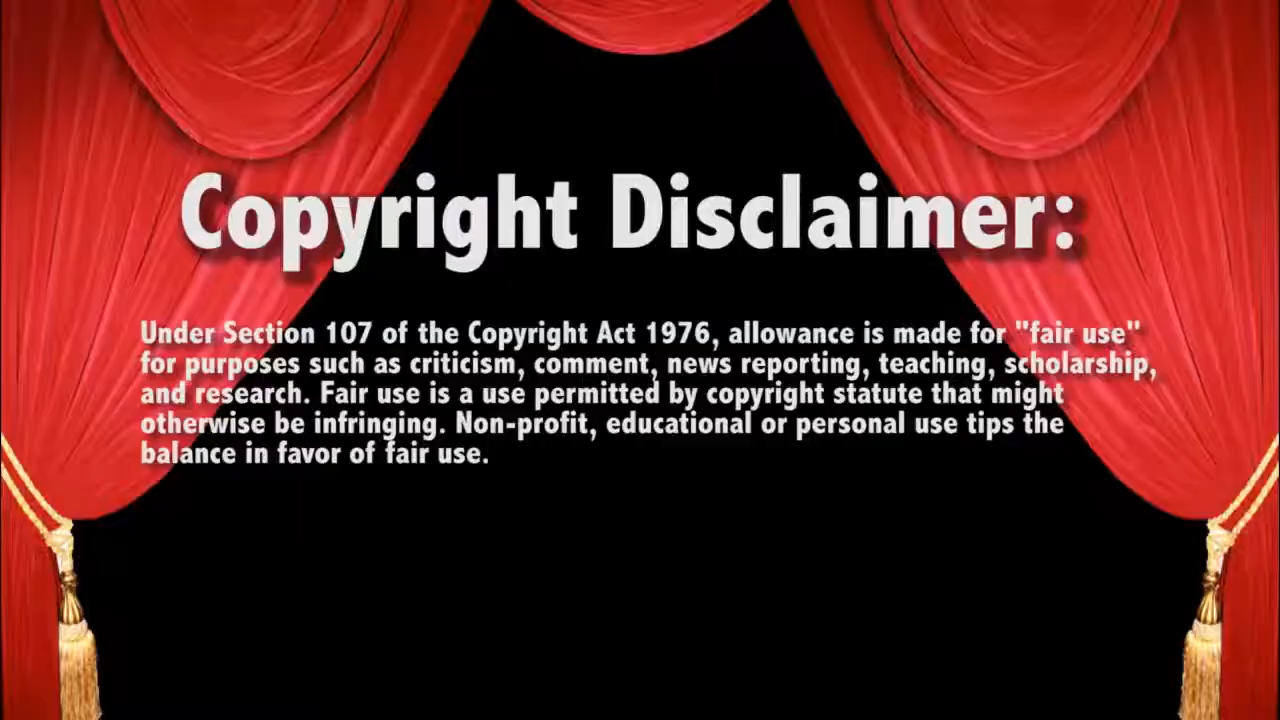 Copyright Disclaimer:
Under Section 107 of the Copyright Act 1976, allowance is made for "fair use"
for purposes such as criticism, comment, news reporting, teaching, scholarship,
and research. Fair use is a use permitted by copyright statute that might
otherwise be infringing. Non-profit, educational or personal use tips the
balance in favor of fair use.